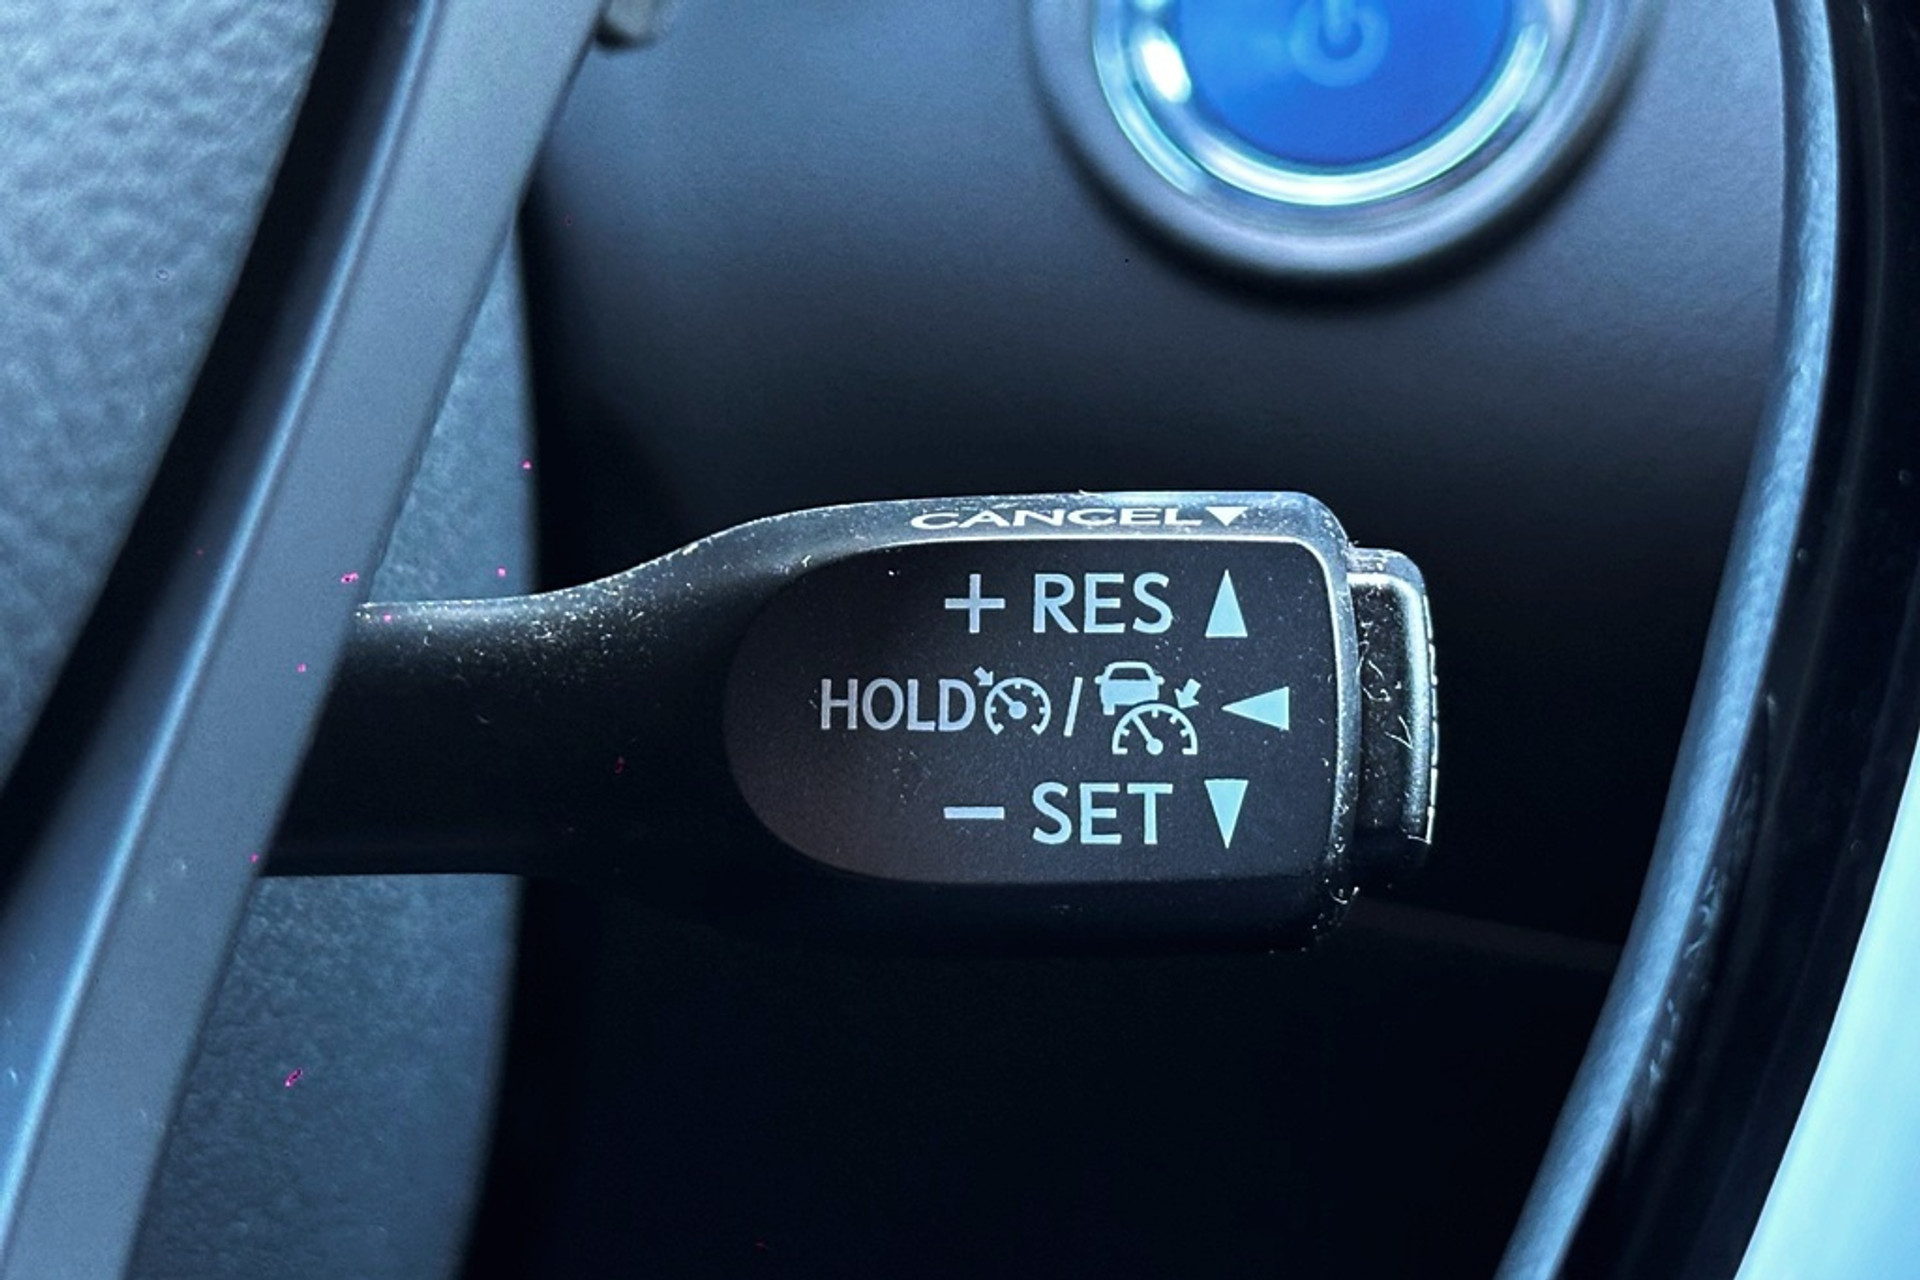 CANCEL▼
+ RES ▲
HOLD / ◀
− SET ▼